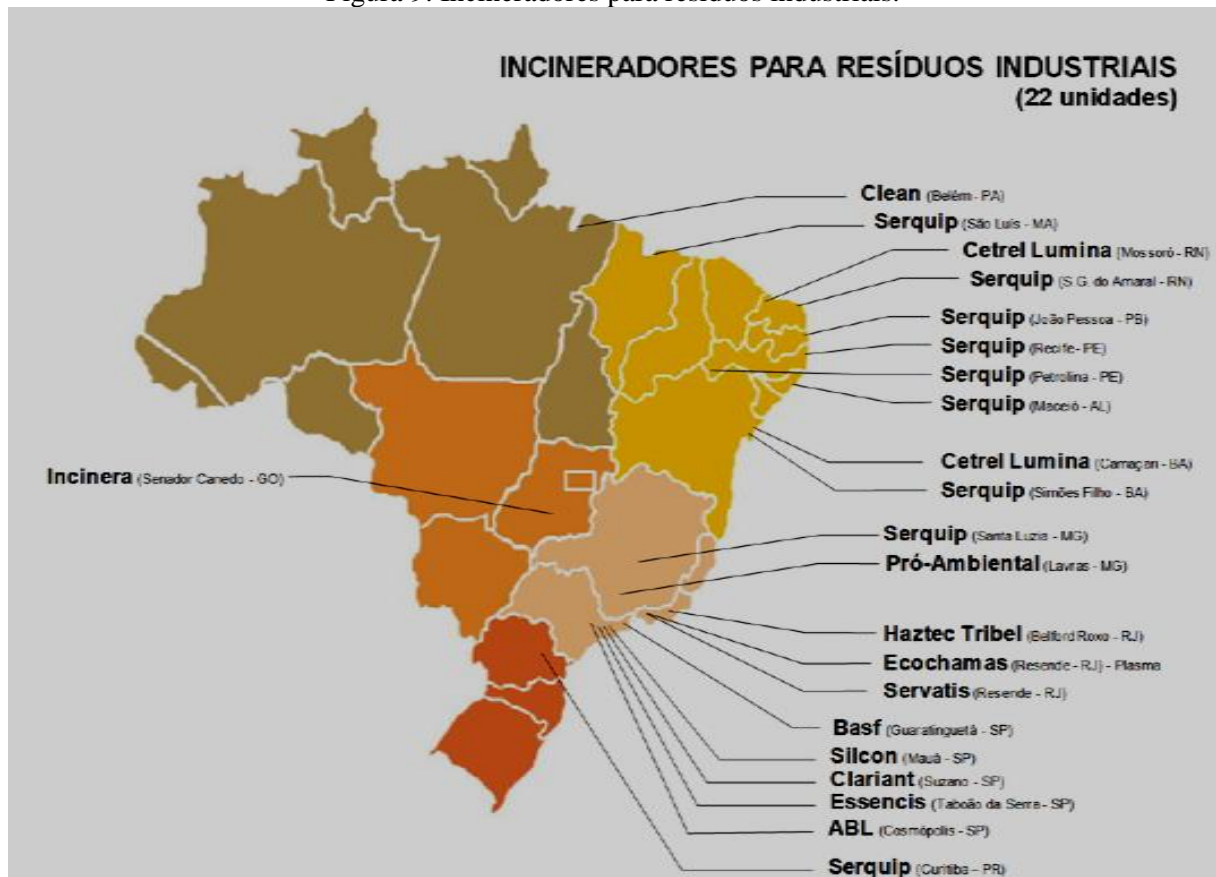 Figura 9: Incineradores para resíduos industriais.
INCINERADORES PARA RESÍDUOS INDUSTRIAIS
(22 unidades)
Clean (Belém - PA)
Serquip (São Luís - MA)
Cetrel Lumina (Mossoró - RN)
Serquip (S.G. do Amaral - RN)
Serquip (João Pessoa - PB)
Serquip (Recife - PE)
Serquip (Petrolina - PE)
Serquip (Maceió - AL)
Cetrel Lumina (Camaçari - BA)
Serquip (Simões Filho - BA)
Incinera (Senador Canedo - GO)
Serquip (Santa Luzia - MG)
Pró-Ambiental (Lavras - MG)
Haztec Tribel (Bellford Roxo - RJ)
Ecochamas (Resende - RJ) - Plasma
Servatis (Resende - RJ)
Basf (Guaratinguetá - SP)
Silcon (Mauá - SP)
Clariant (Suzano - SP)
Essencis (Taboão da Serra - SP)
ABL (Cosmópolis - SP)
Serquip (Curitiba - PR)